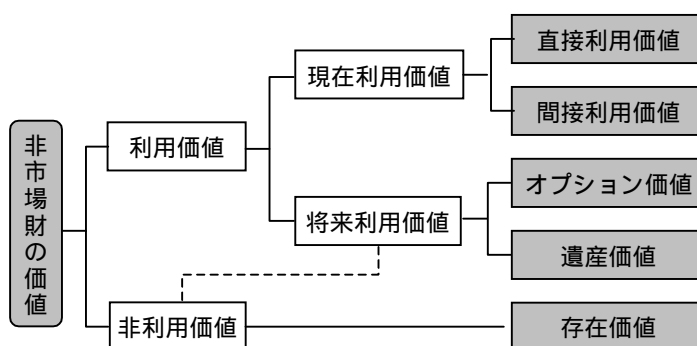 非市場財の価値
利用価値
非利用価値
現在利用価値
将来利用価値
直接利用価値
間接利用価値
オプション価値
遺産価値
存在価値